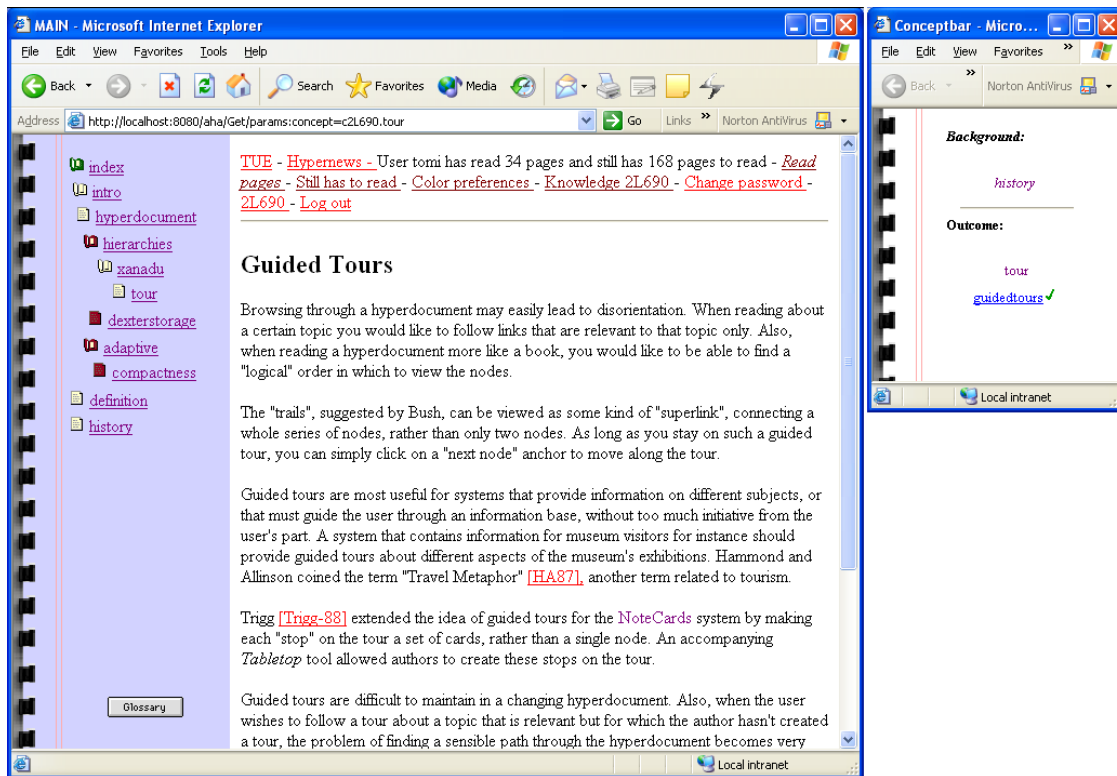 MAIN - Microsoft Internet Explorer
File Edit View Favorites Tools Help
Back Search Favorites Media
Address http://localhost:8080/aha/Get/params:concept=c2L690.tour Go Links » Norton AntiVirus
index
intro
hyperdocument
hierarchies
xanadu
tour
dexterstorage
adaptive
compactness
definition
history
Glossary
TUE - Hypernews - User tomi has read 34 pages and still has 168 pages to read - Read
pages - Still has to read - Color preferences - Knowledge 2L690 - Change password -
2L690 - Log out
Guided Tours
Browsing through a hyperdocument may easily lead to disorientation. When reading about
a certain topic you would like to follow links that are relevant to that topic only. Also,
when reading a hyperdocument more like a book, you would like to be able to find a
"logical" order in which to view the nodes.
The "trails", suggested by Bush, can be viewed as some kind of "superlink", connecting a
whole series of nodes, rather than only two nodes. As long as you stay on such a guided
tour, you can simply click on a "next node" anchor to move along the tour.
Guided tours are most useful for systems that provide information on different subjects, or
that must guide the user through an information base, without too much initiative from the
user's part. A system that contains information for museum visitors for instance should
provide guided tours about different aspects of the museum's exhibitions. Hammond and
Allinson coined the term "Travel Metaphor" [HA87], another term related to tourism.
Trigg [Trigg-88] extended the idea of guided tours for the NoteCards system by making
each "stop" on the tour a set of cards, rather than a single node. An accompanying
Tabletop tool allowed authors to create these stops on the tour.
Guided tours are difficult to maintain in a changing hyperdocument. Also, when the user
wishes to follow a tour about a topic that is relevant but for which the author hasn't created
a tour, the problem of finding a sensible path through the hyperdocument becomes very
Local intranet
Conceptbar - Micro...
File Edit View Favorites »
Back » Norton AntiVirus
Background:
history
Outcome:
tour
guidedtours
Local intranet